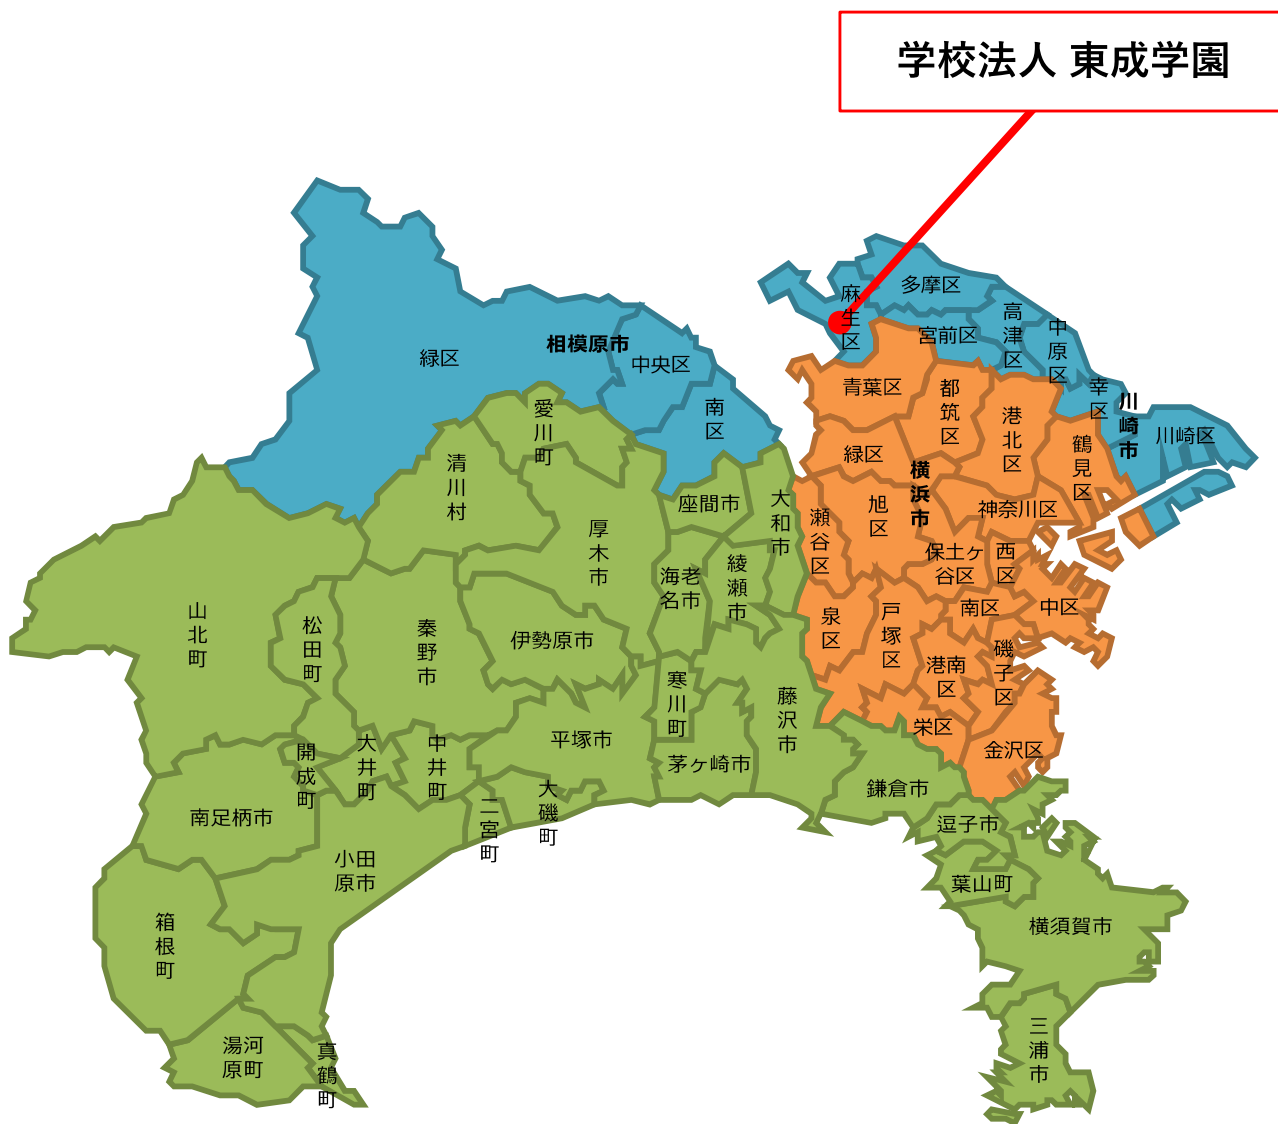 学校法人 東成学園
麻生区
多摩区
高津区
中原区
宮前区
幸区
川崎市
川崎区
相模原市
緑区
中央区
南区
青葉区
都筑区
港北区
鶴見区
緑区
横浜市
旭区
瀬谷区
神奈川区
保土ヶ
谷区
西区
中区
南区
泉区
戸塚区
港南
区
磯子区
栄区
金沢区
愛川町
清川村
厚木市
座間市
大和市
海老
名市
綾瀬市
山北町
松田町
秦野市
伊勢原市
寒川町
藤沢市
平塚市
茅ヶ崎市
開成町
大井町
中井町
二宮町
大磯町
南足柄市
小田
原市
箱根町
湯河
原町
真鶴町
鎌倉市
逗子市
葉山町
横須賀市
三浦市